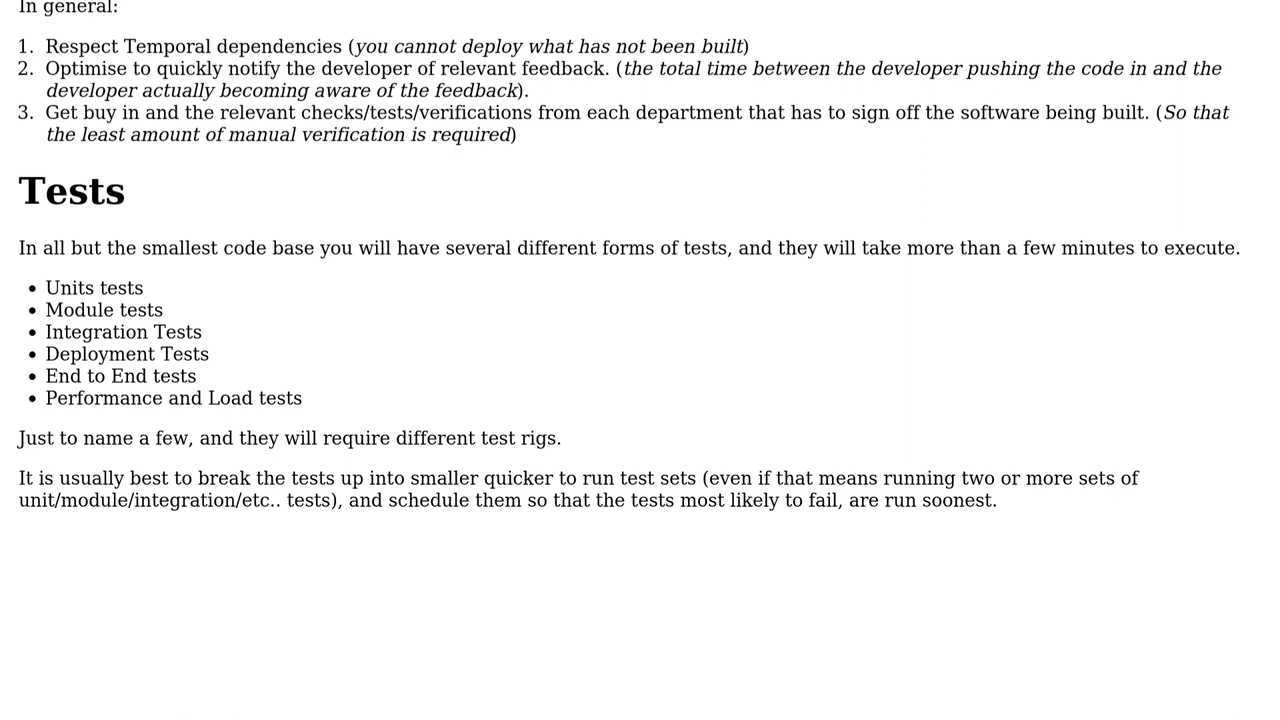 In general:
1. Respect Temporal dependencies (you cannot deploy what has not been built)
2. Optimise to quickly notify the developer of relevant feedback. (the total time between the developer pushing the code in and the
developer actually becoming aware of the feedback).
3. Get buy in and the relevant checks/tests/verifications from each department that has to sign off the software being built. (So that
the least amount of manual verification is required)
Tests
In all but the smallest code base you will have several different forms of tests, and they will take more than a few minutes to execute.
• Units tests
• Module tests
• Integration Tests
• Deployment Tests
• End to End tests
• Performance and Load tests
Just to name a few, and they will require different test rigs.
It is usually best to break the tests up into smaller quicker to run test sets (even if that means running two or more sets of
unit/module/integration/etc.. tests), and schedule them so that the tests most likely to fail, are run soonest.